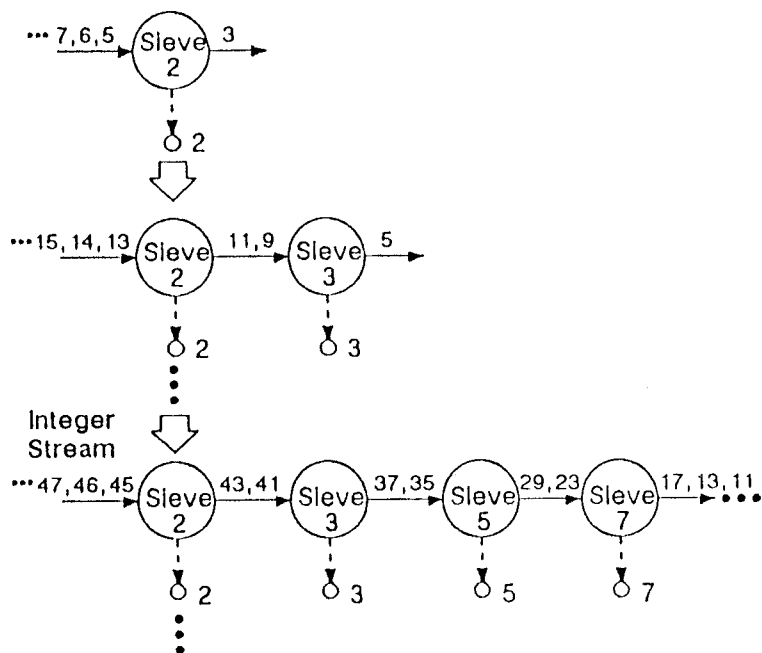 ••• 7,6,5
Sieve
2
3
2
••• 15, 14, 13
Sieve
2
11,9
Sieve
3
5
2
3
Integer
Stream
••• 47, 46, 45
Sieve
2
43,41
Sieve
3
37,35
Sieve
5
29,23
Sieve
7
17, 13, 11 •••
2
3
5
7